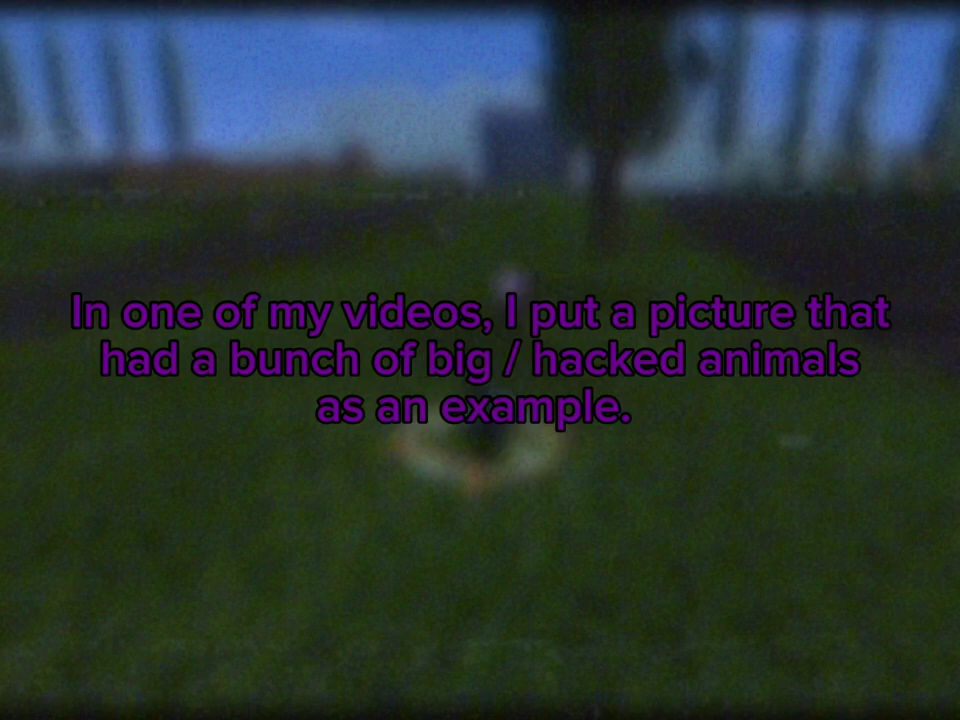 In one of my videos, I put a picture that
had a bunch of big / hacked animals
as an example.